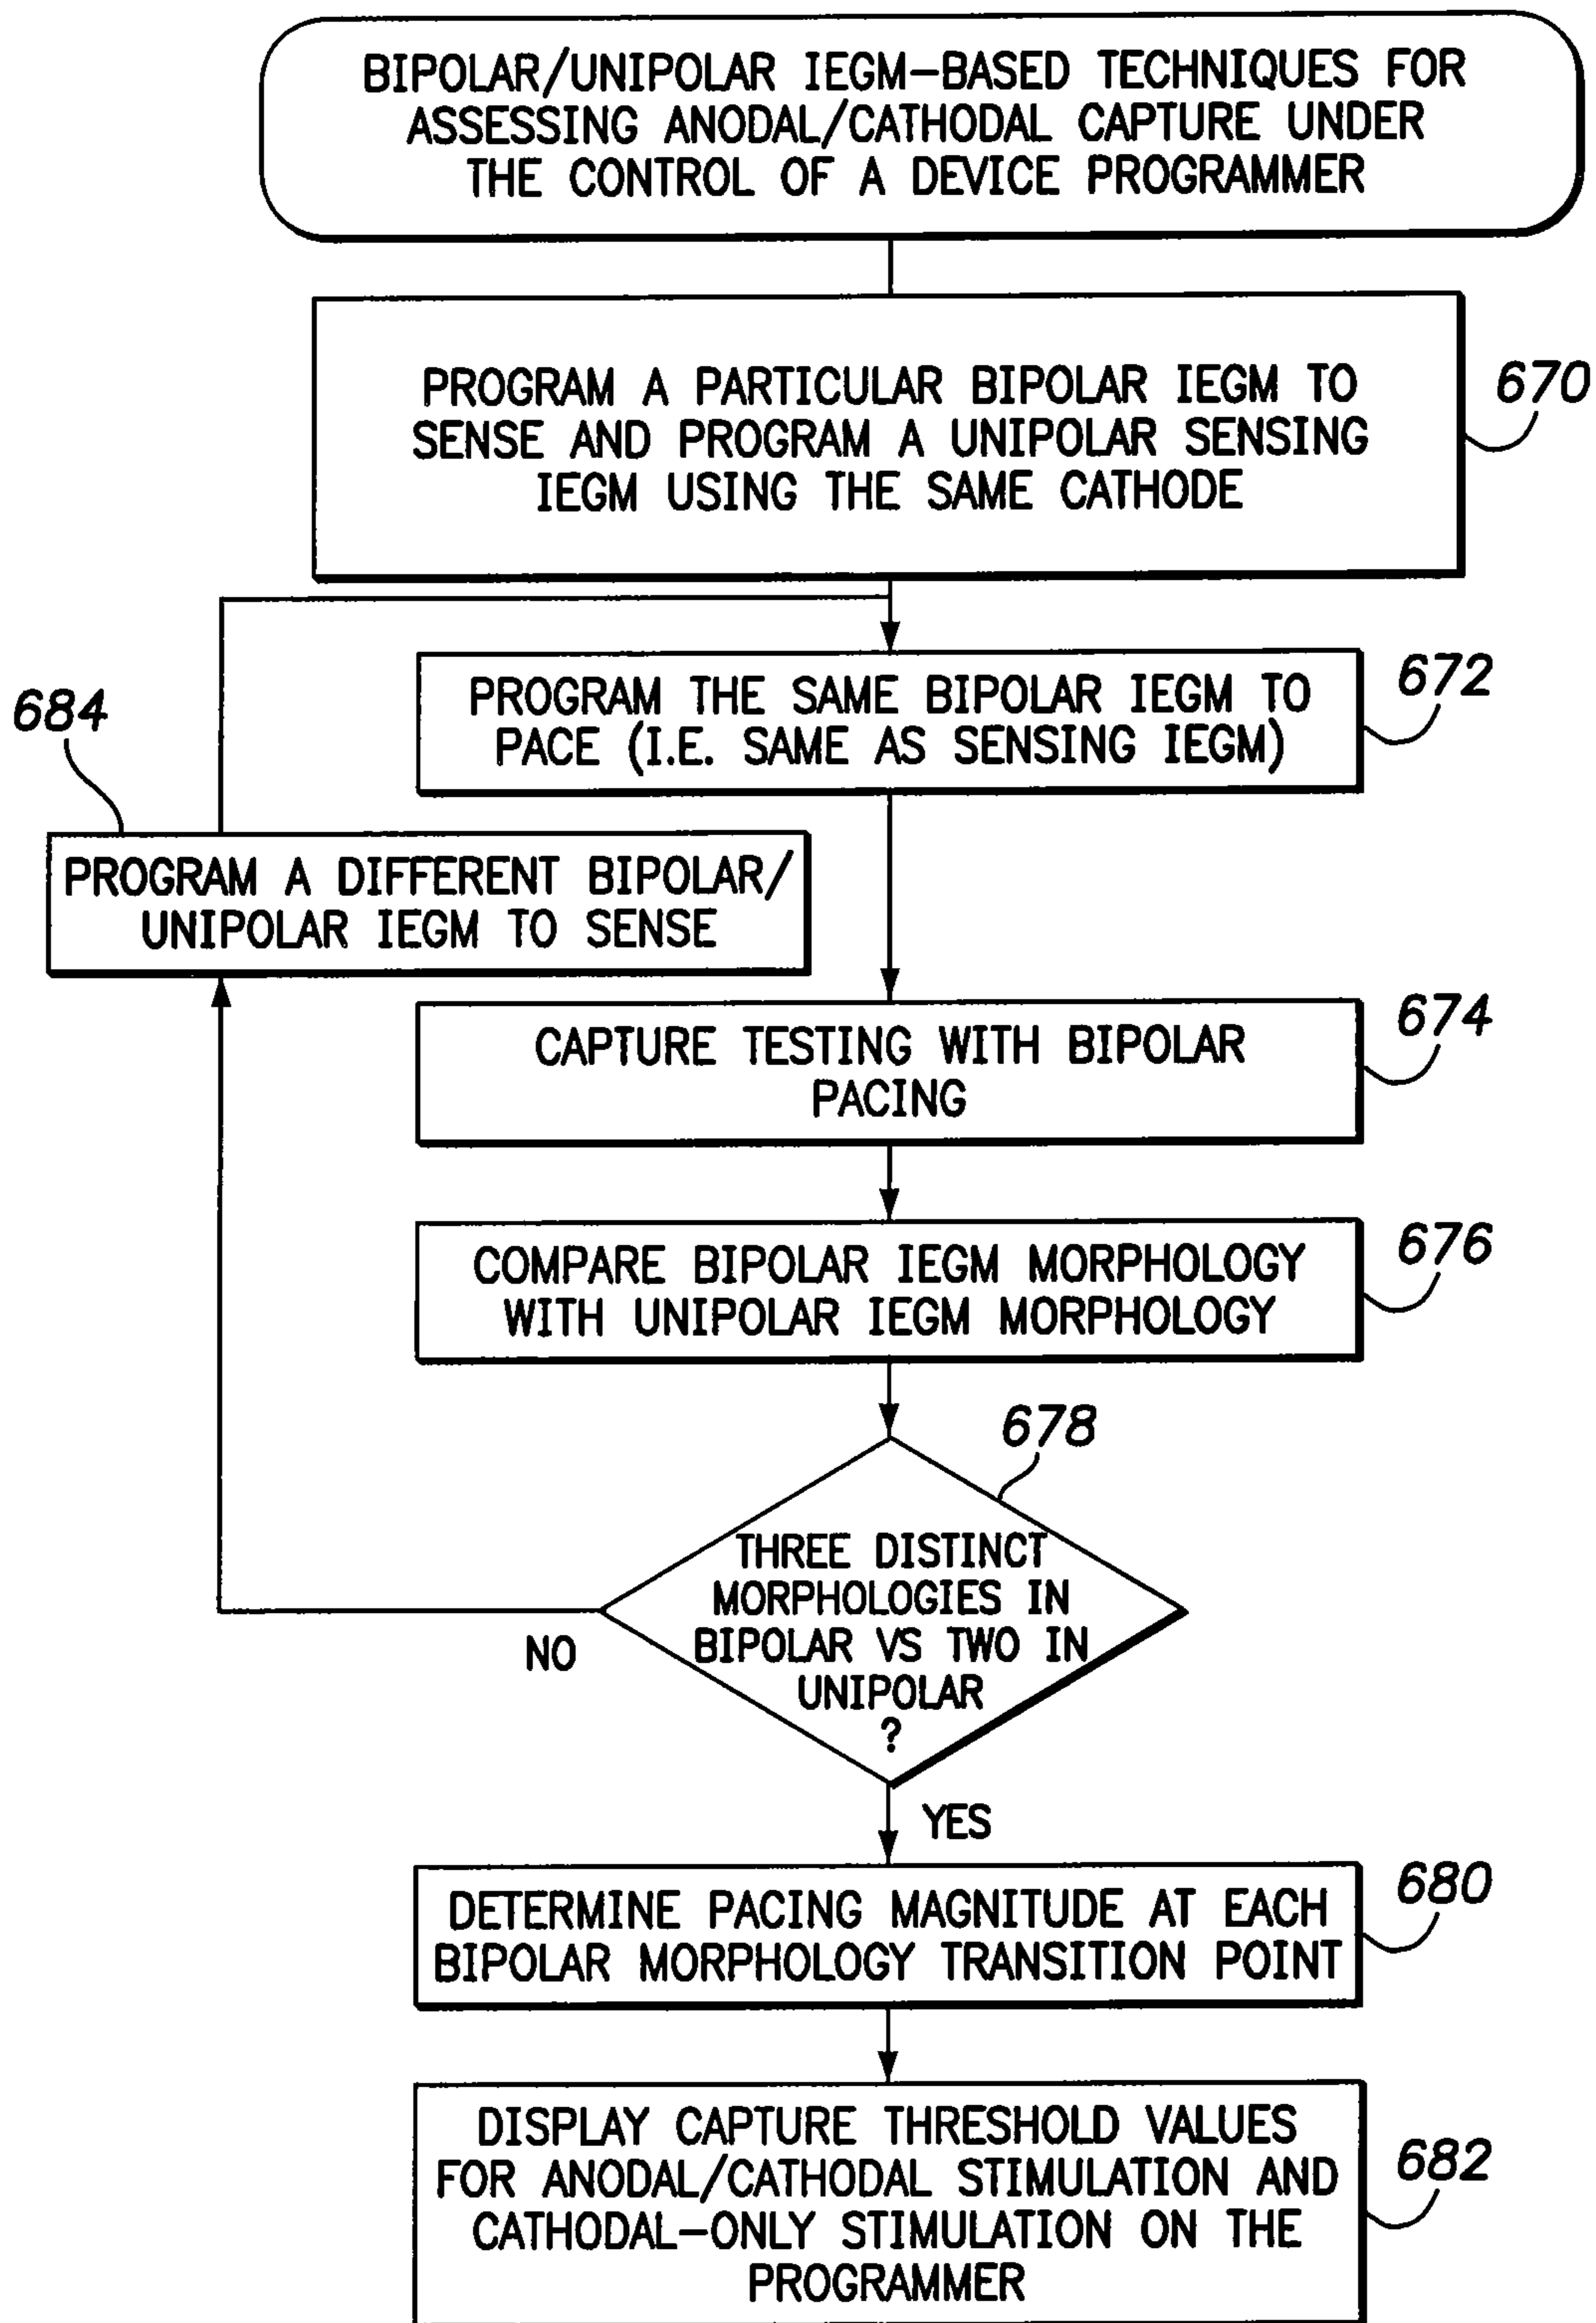 BIPOLAR/UNIPOLAR IEGM-BASED TECHNIQUES FOR
ASSESSING ANODAL/CATHODAL CAPTURE UNDER
THE CONTROL OF A DEVICE PROGRAMMER
PROGRAM A PARTICULAR BIPOLAR IEGM TO
SENSE AND PROGRAM A UNIPOLAR SENSING
IEGM USING THE SAME CATHODE
670
PROGRAM THE SAME BIPOLAR IEGM TO
PACE (I.E. SAME AS SENSING IEGM)
672
684
PROGRAM A DIFFERENT BIPOLAR/
UNIPOLAR IEGM TO SENSE
CAPTURE TESTING WITH BIPOLAR
PACING
674
COMPARE BIPOLAR IEGM MORPHOLOGY
WITH UNIPOLAR IEGM MORPHOLOGY
676
678
THREE DISTINCT
MORPHOLOGIES IN
BIPOLAR VS TWO IN
UNIPOLAR
?
NO
YES
DETERMINE PACING MAGNITUDE AT EACH
BIPOLAR MORPHOLOGY TRANSITION POINT
680
DISPLAY CAPTURE THRESHOLD VALUES
FOR ANODAL/CATHODAL STIMULATION AND
CATHODAL-ONLY STIMULATION ON THE
PROGRAMMER
682